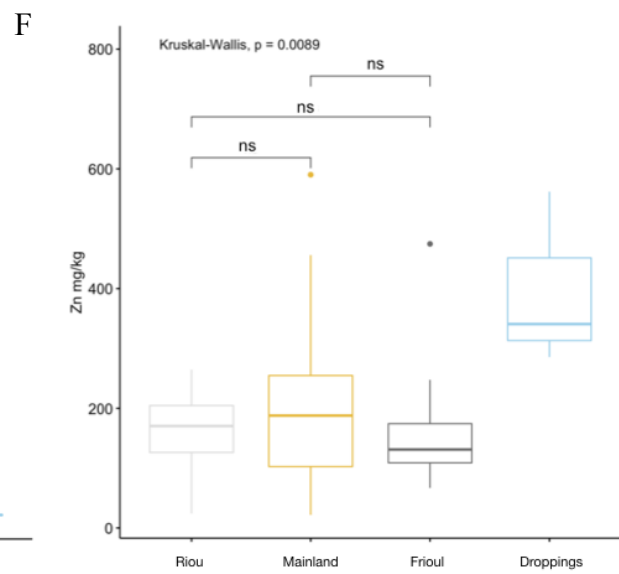 F
800
Kruskal-Wallis, p = 0.0089
ns
ns
ns
600
Zn mg/kg
400
200
0
Riou Mainland Frioul Droppings